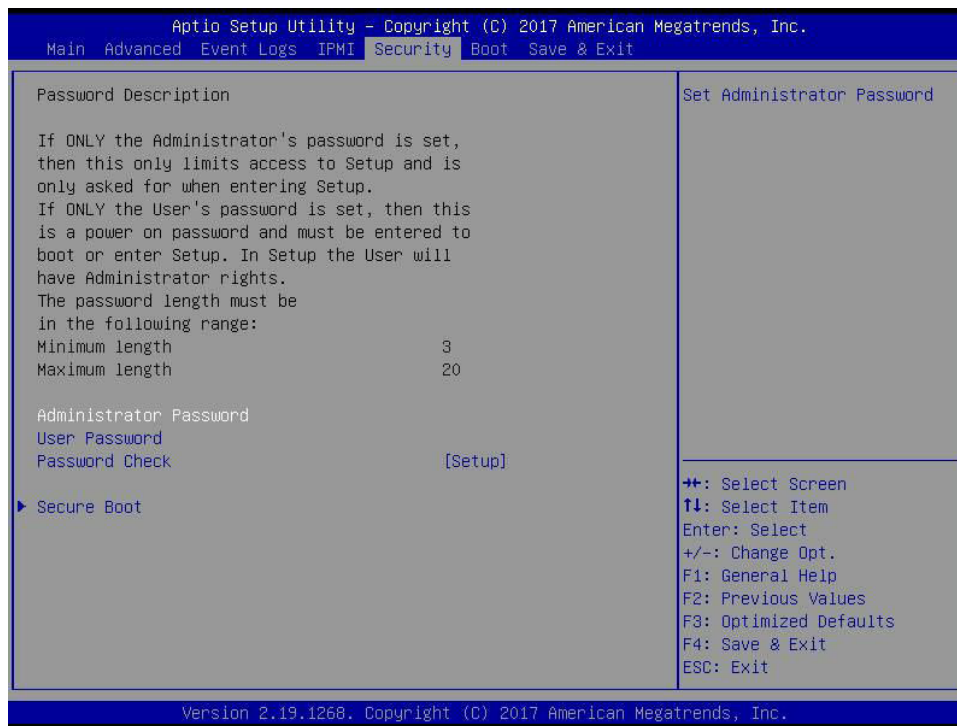 Aptio Setup Utility – Copyright (C) 2017 American Megatrends, Inc.
Main Advanced Event Logs IPMI Security Boot Save & Exit
Password Description
If ONLY the Administrator's password is set,
then this only limits access to Setup and is
only asked for when entering Setup.
If ONLY the User's password is set, then this
is a power on password and must be entered to
boot or enter Setup. In Setup the User will
have Administrator rights.
The password length must be
in the following range:
Minimum length 3
Maximum length 20
Administrator Password
User Password
Password Check [Setup]
Secure Boot
Set Administrator Password
→←: Select Screen
↑↓: Select Item
Enter: Select
+/-: Change Opt.
F1: General Help
F2: Previous Values
F3: Optimized Defaults
F4: Save & Exit
ESC: Exit
Version 2.19.1268. Copyright (C) 2017 American Megatrends, Inc.